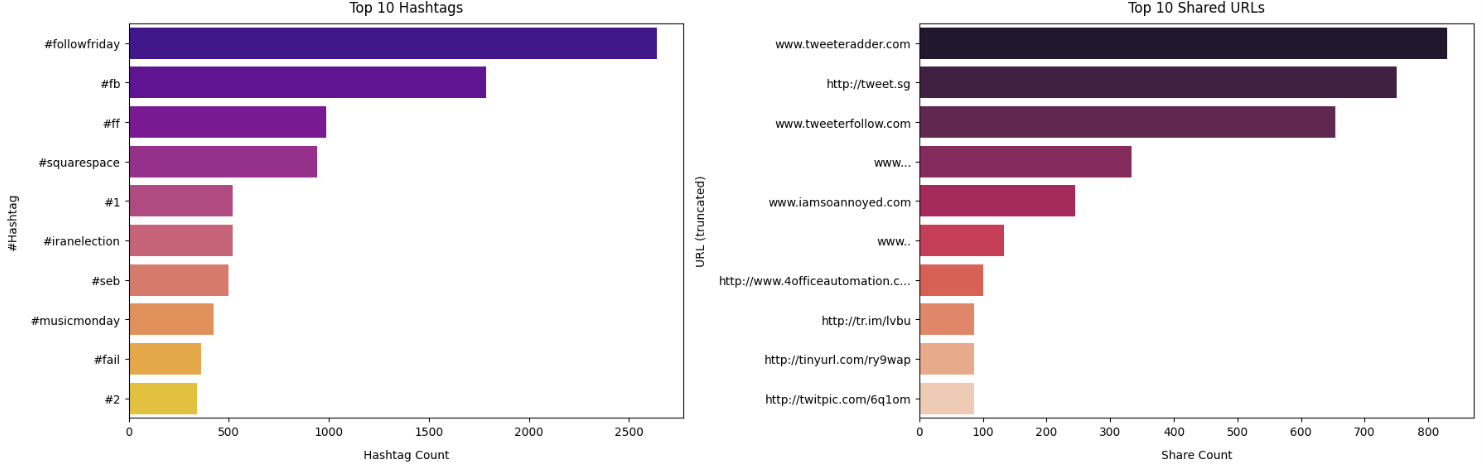 Top 10 Hashtags
#Hashtag
#followfriday
#fb
#ff
#squarespace
#1
#iranelection
#seb
#musicmonday
#fail
#2
0 500 1000 1500 2000 2500
Hashtag Count
Top 10 Shared URLs
URL (truncated)
www.tweeteradder.com
http://tweet.sg
www.tweeterfollow.com
www...
www.iamsoannoyed.com
www..
http://www.4officeautomation.c...
http://tr.im/lvbu
http://tinyurl.com/ry9wap
http://twitpic.com/6q1om
0 100 200 300 400 500 600 700 800
Share Count